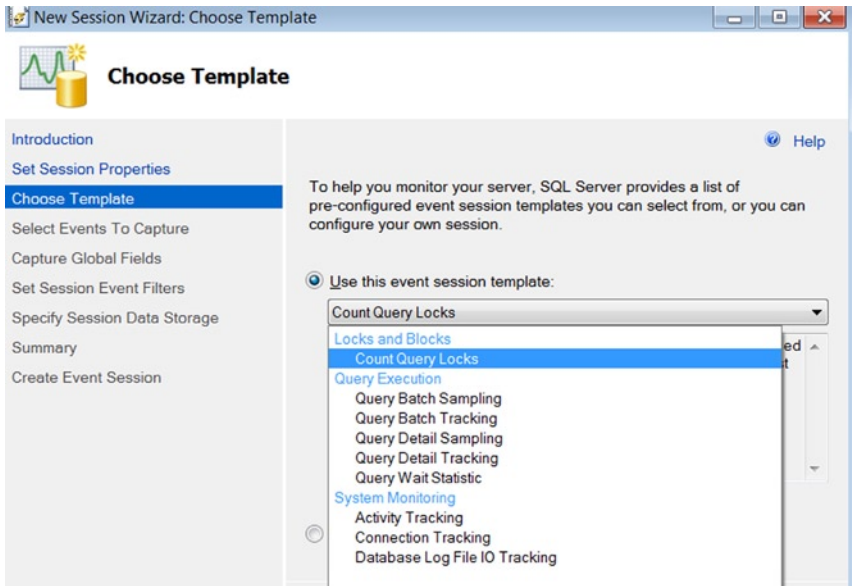 New Session Wizard: Choose Template
Choose Template
Introduction
Set Session Properties
Choose Template
Select Events To Capture
Capture Global Fields
Set Session Event Filters
Specify Session Data Storage
Summary
Create Event Session
Help
To help you monitor your server, SQL Server provides a list of
pre-configured event session templates you can select from, or you can
configure your own session.
Use this event session template:
Count Query Locks
Locks and Blocks
Count Query Locks
Query Execution
Query Batch Sampling
Query Batch Tracking
Query Detail Sampling
Query Detail Tracking
Query Wait Statistic
System Monitoring
Activity Tracking
Connection Tracking
Database Log File IO Tracking